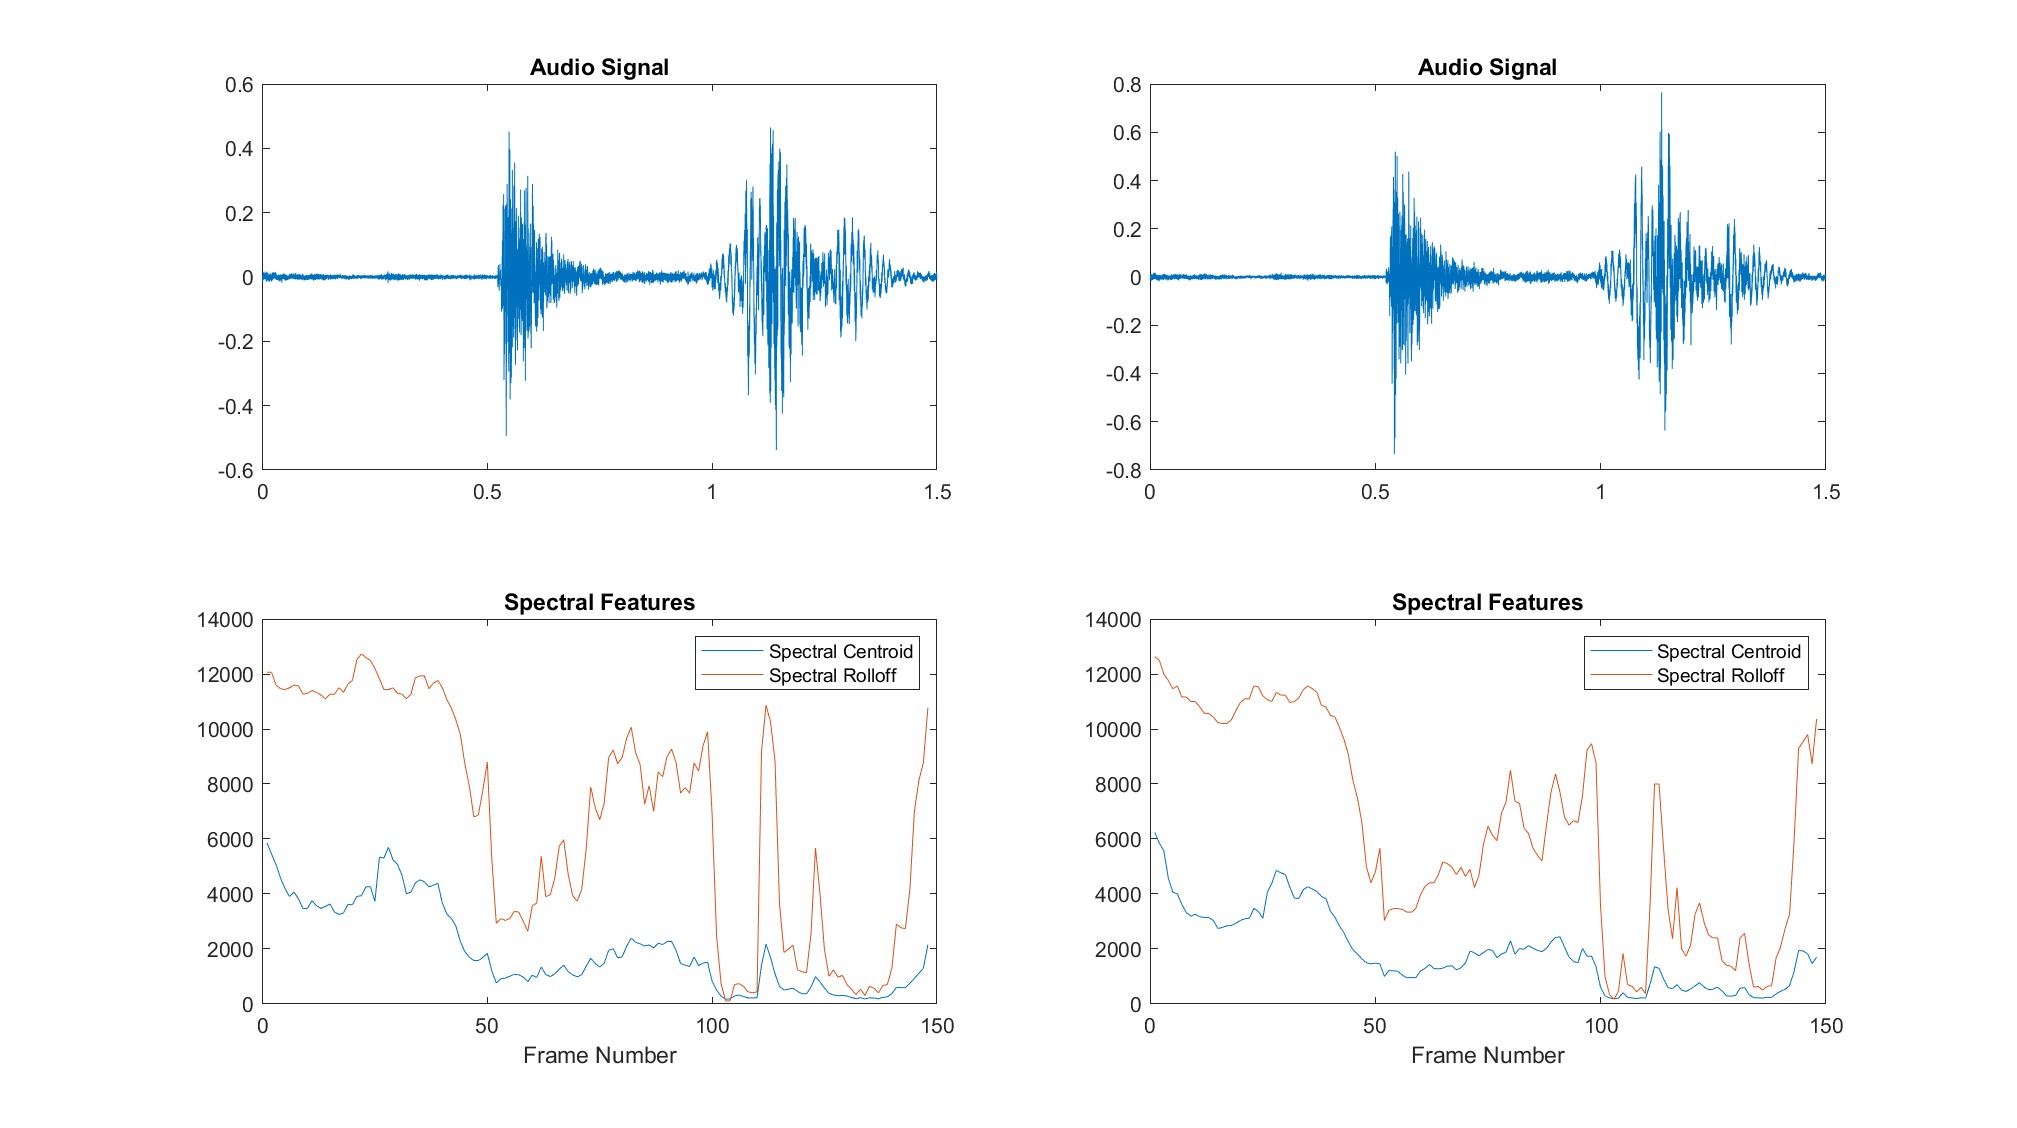 Audio Signal
0.6
0.4
0.2
0
-0.2
-0.4
-0.6
0 0.5 1 1.5
Audio Signal
0.8
0.6
0.4
0.2
0
-0.2
-0.4
-0.6
-0.8
0 0.5 1 1.5
Spectral Features
14000
12000
10000
8000
6000
4000
2000
0
Spectral Centroid
Spectral Rolloff
0 50 100 150
Frame Number
Spectral Features
14000
12000
10000
8000
6000
4000
2000
0
Spectral Centroid
Spectral Rolloff
0 50 100 150
Frame Number